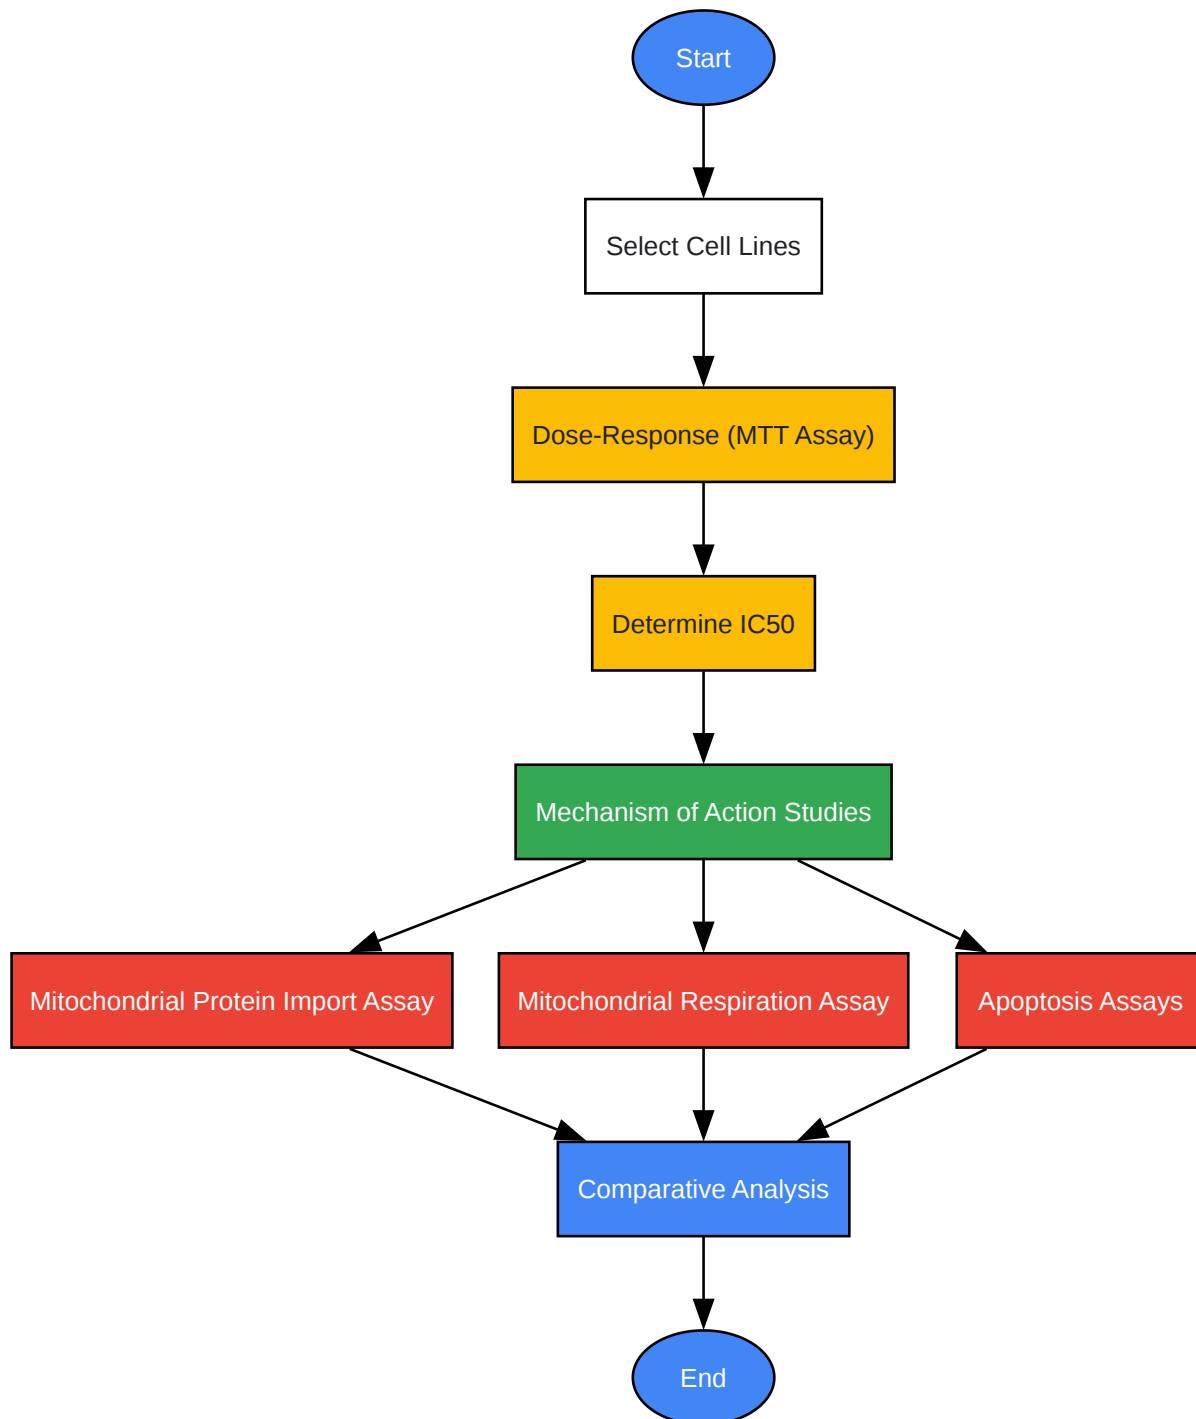 Start
Select Cell Lines
Dose-Response (MTT Assay)
Determine IC50
Mechanism of Action Studies
Mitochondrial Protein Import Assay
Mitochondrial Respiration Assay
Apoptosis Assays
Comparative Analysis
End